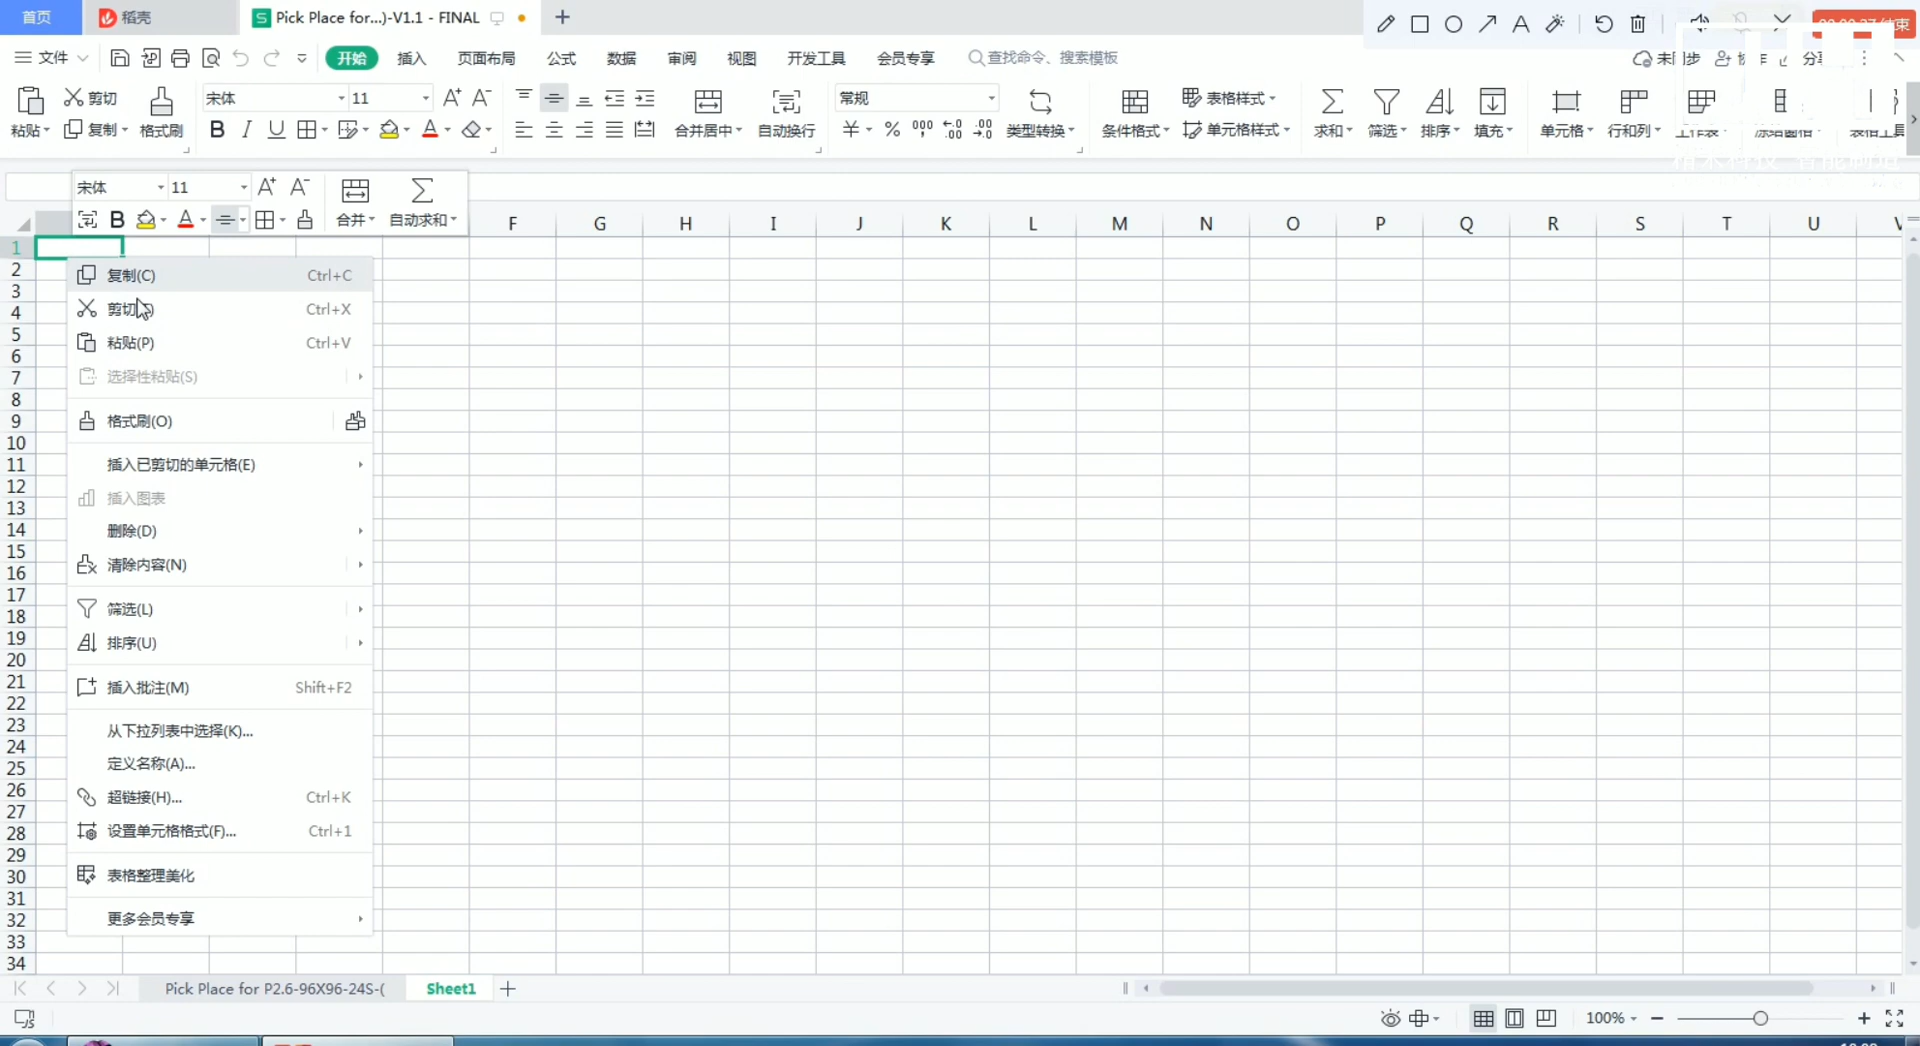 首页 稻壳 Pick Place for...)-V1.1 - FINAL
文件 开始 插入 页面布局 公式 数据 审阅 视图 开发工具 会员专享 查找命令、搜索模板 未同步
粘贴 剪切 复制 格式刷 宋体 11 合并居中 自动换行 常规 类型转换 条件格式 表格样式 单元格样式 求和 筛选 排序 填充 单元格 行和列 工作表 冻结窗格
宋体 11 合并 自动求和
F G H I J K L M N O P Q R S T U V
1
2
3
4
5
6
7
8
9
10
11
12
13
14
15
16
17
18
19
20
21
22
23
24
25
26
27
28
29
30
31
32
33
34
复制(C) Ctrl+C
剪切 Ctrl+X
粘贴(P) Ctrl+V
选择性粘贴(S)
格式刷(O)
插入已剪切的单元格(E)
插入图表
删除(D)
清除内容(N)
筛选(L)
排序(U)
插入批注(M) Shift+F2
从下拉列表中选择(K)...
定义名称(A)...
超链接(H)... Ctrl+K
设置单元格格式(F)... Ctrl+1
表格整理美化
更多会员专享
Pick Place for P2.6-96X96-24S-( Sheet1
100%